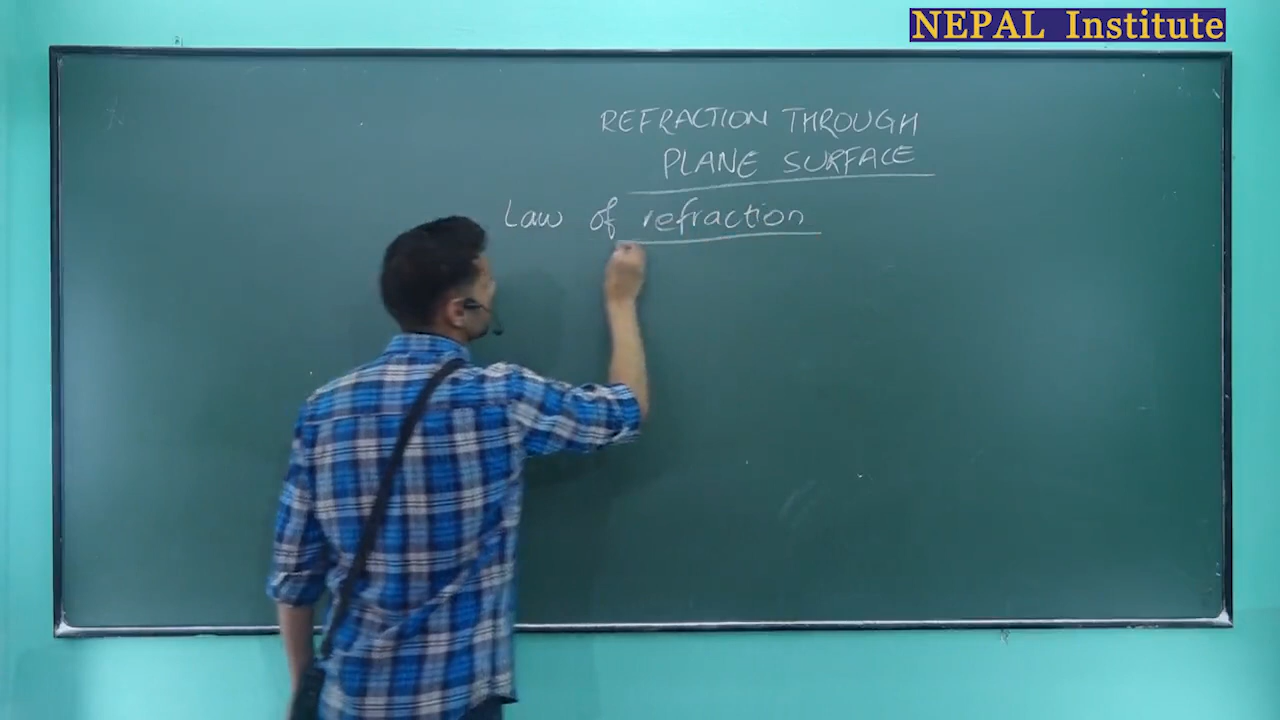 NEPAL Institute
REFRACTION THROUGH
PLANE SURFACE
Law of refraction